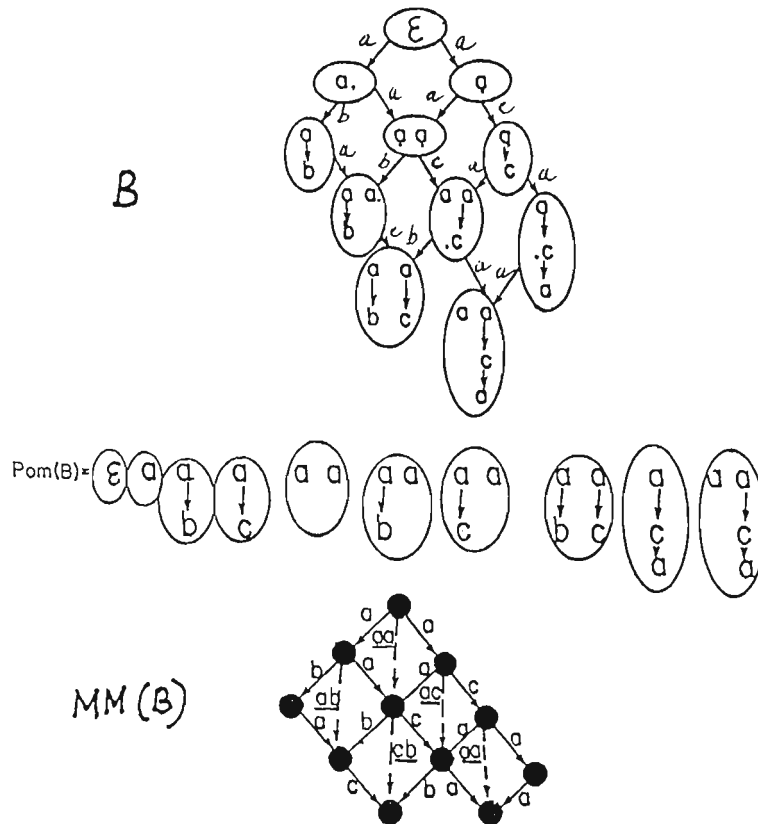 ε
a a
a. a
b a a c
a a a a
b c
a b c a a
a a. a a a
b .c .c
c b a a a
B
a a
b c
a a
c
a
Pom(B)= ε a a a a a a a a a a a a a a a
b c b c b c c c
a a
a a
aa
b a a c
MM(B)
ab ac
a b c a a
cb aa
c b a a